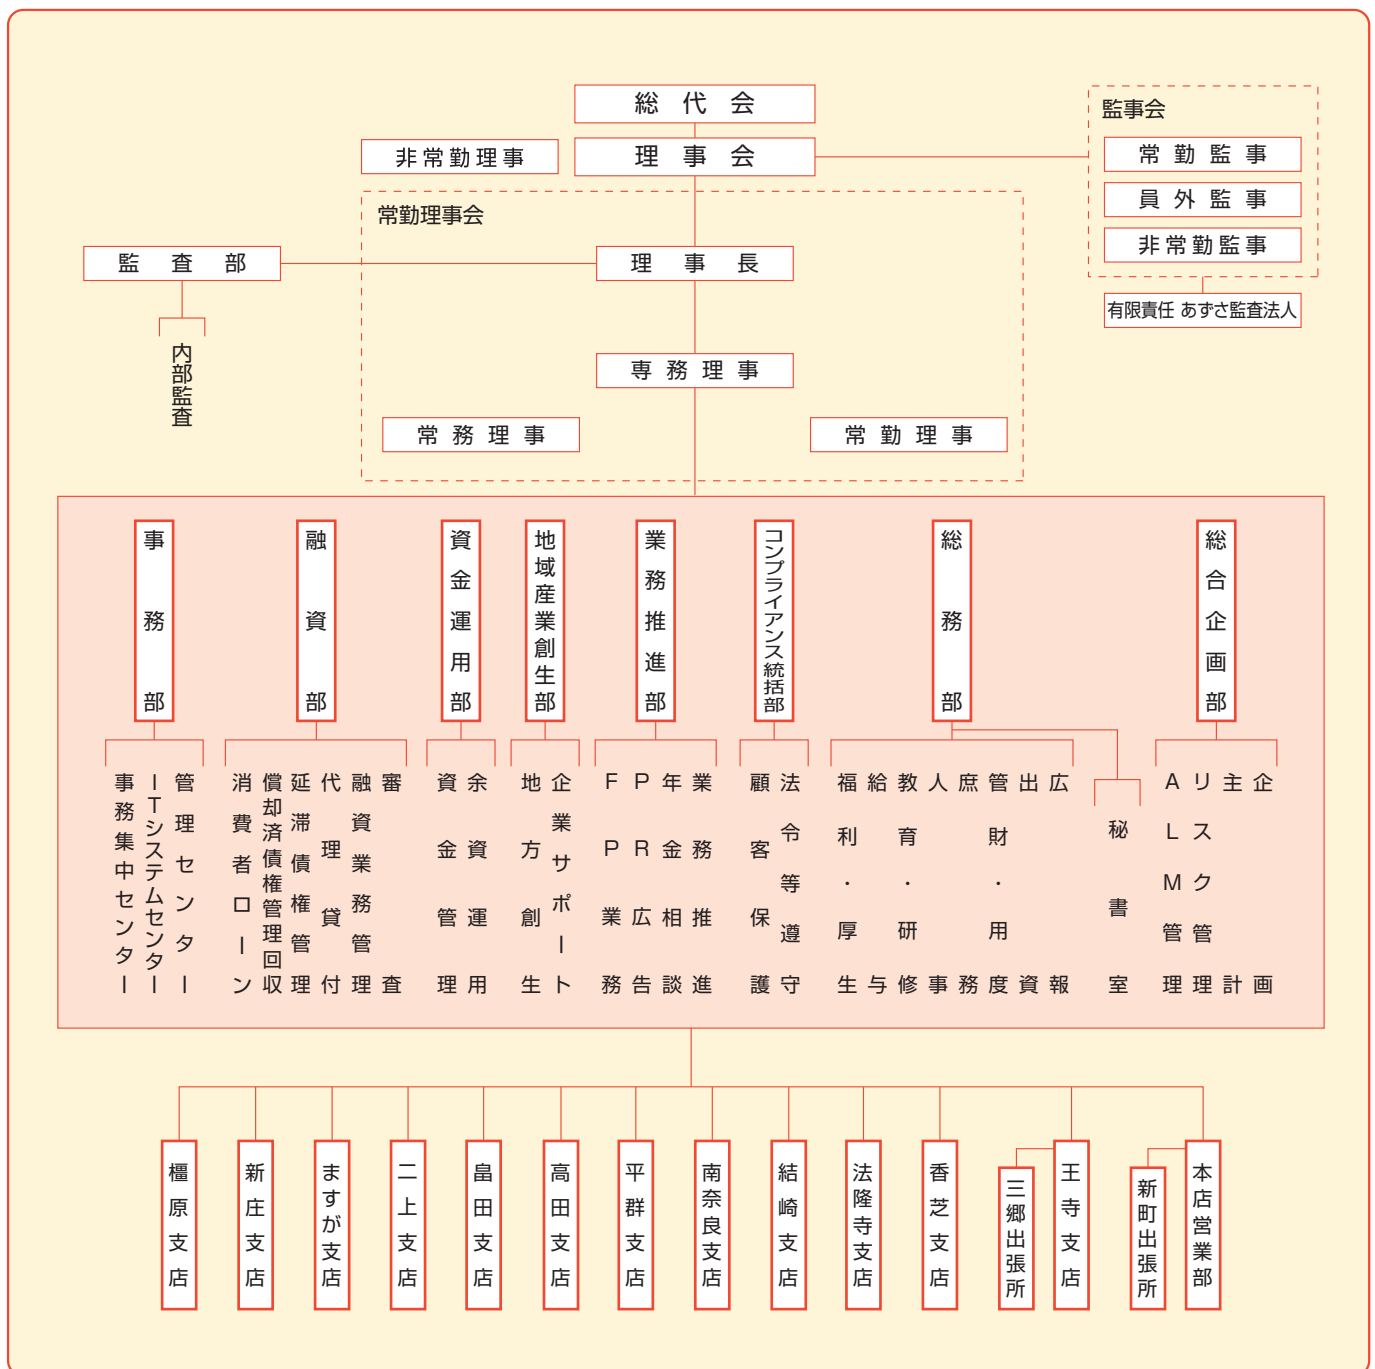 総代会
理事会
非常勤理事
監事会
常勤監事
員外監事
非常勤監事
有限責任 あずさ監査法人
常勤理事会
理事長
監査部
内部監査
専務理事
常務理事
常勤理事
総合企画部
企画
主計
リスク管理
ALM管理
秘書室
総務部
広報
出資
管財・用度
庶務
人事
教育・研修
給与
福利・厚生
コンプライアンス統括部
法令等遵守
顧客保護
業務推進部
業務推進
年金相談
PR広告
FP業務
地域産業創生部
企業サポート
地方創生
資金運用部
余資運用
資金管理
融資部
審査
融資業務管理
代理貸付
延滞債権管理
償却済債権管理回収
消費者ローン
事務部
管理センター
ITシステムセンター
事務集中センター
本店営業部
新町出張所
王寺支店
三郷出張所
香芝支店
法隆寺支店
結崎支店
南奈良支店
平群支店
高田支店
畠田支店
二上支店
ますが支店
新庄支店
橿原支店